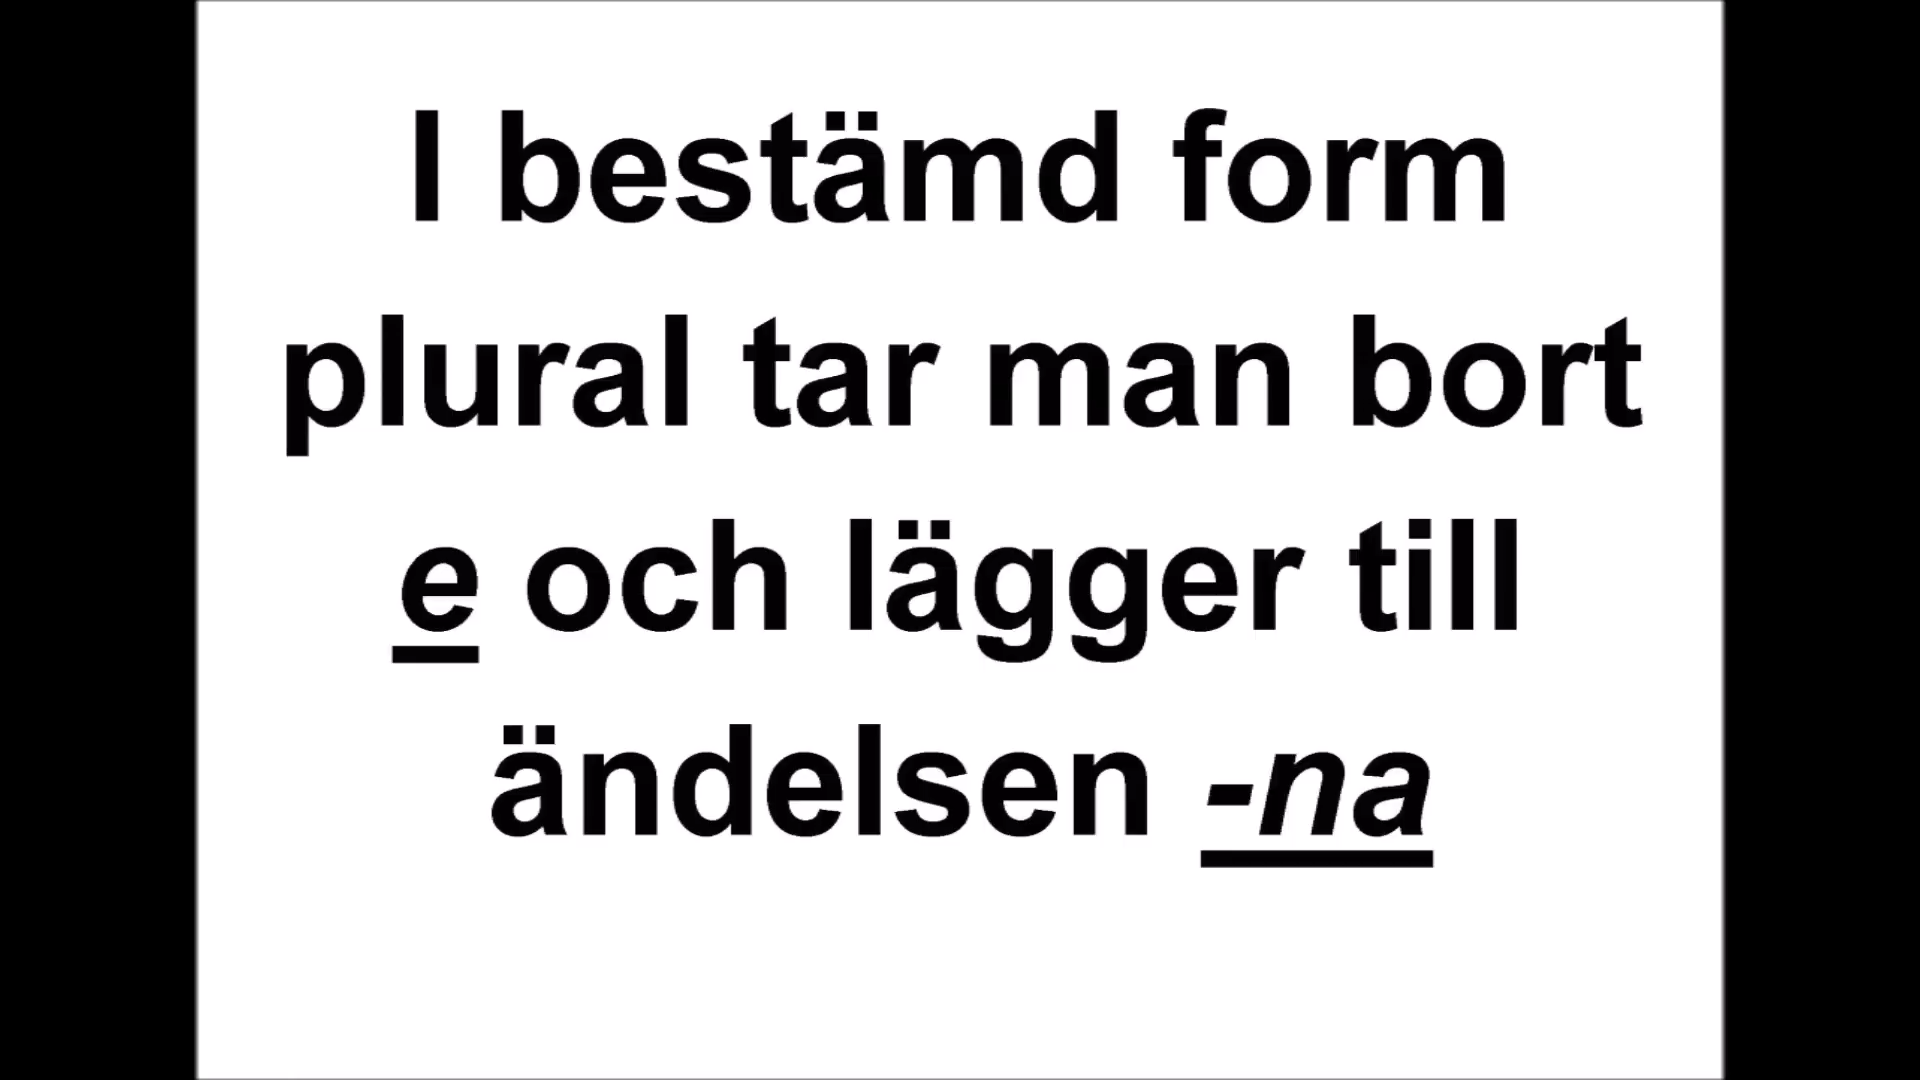 I bestämd form
plural tar man bort
e och lägger till
ändelsen -na